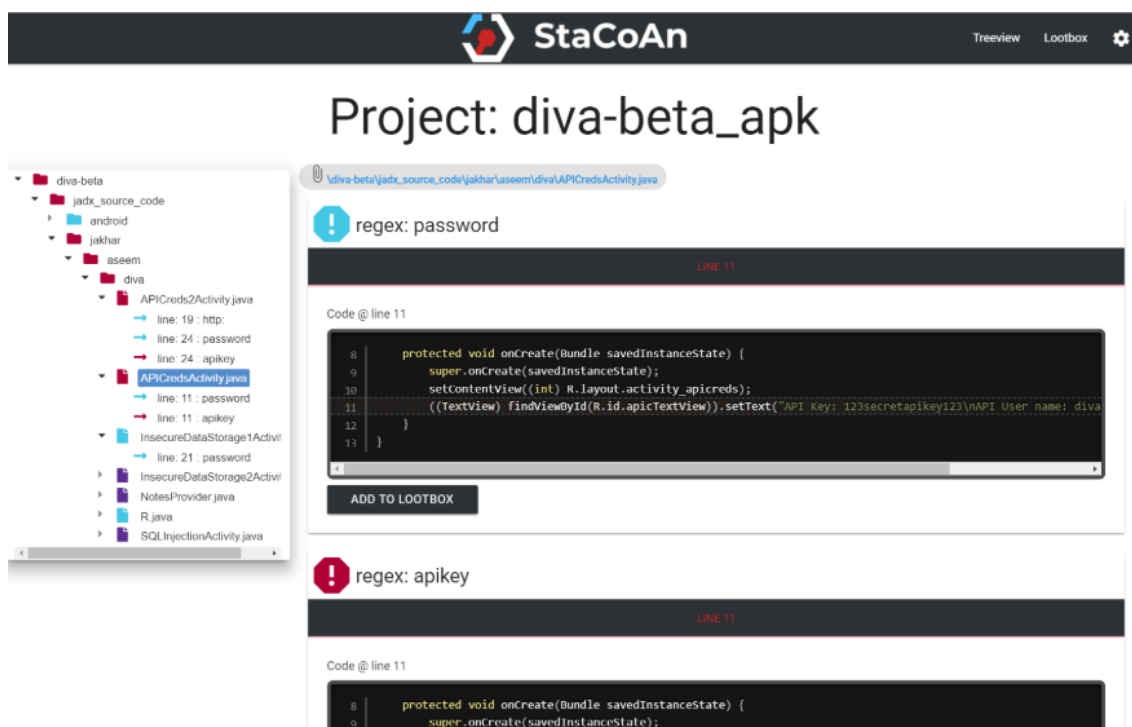 StaCoAn
Treeview Lootbox
Project: diva-beta_apk
diva-beta
jadx_source_code
android
jakhar
aseem
diva
APICreds2Activity.java
line: 19 : http:
line: 24 : password
line: 24 : apikey
APICredsActivity.java
line: 11 : password
line: 11 : apikey
InsecureDataStorage1Activit
line: 21 : password
InsecureDataStorage2Activit
NotesProvider.java
R.java
SQLInjectionActivity.java
\diva-beta\jadx_source_code\jakhar\aseem\diva\APICredsActivity.java
regex: password
LINE 11
Code @ line 11
8 protected void onCreate(Bundle savedInstanceState) {
9 super.onCreate(savedInstanceState);
10 setContentView((int) R.layout.activity_apicreds);
11 ((TextView) findViewById(R.id.apicTextView)).setText("API Key: 123secretapikey123\nAPI User name: diva
12 }
13 }
ADD TO LOOTBOX
regex: apikey
LINE 11
Code @ line 11
8 protected void onCreate(Bundle savedInstanceState) {
9 super.onCreate(savedInstanceState);